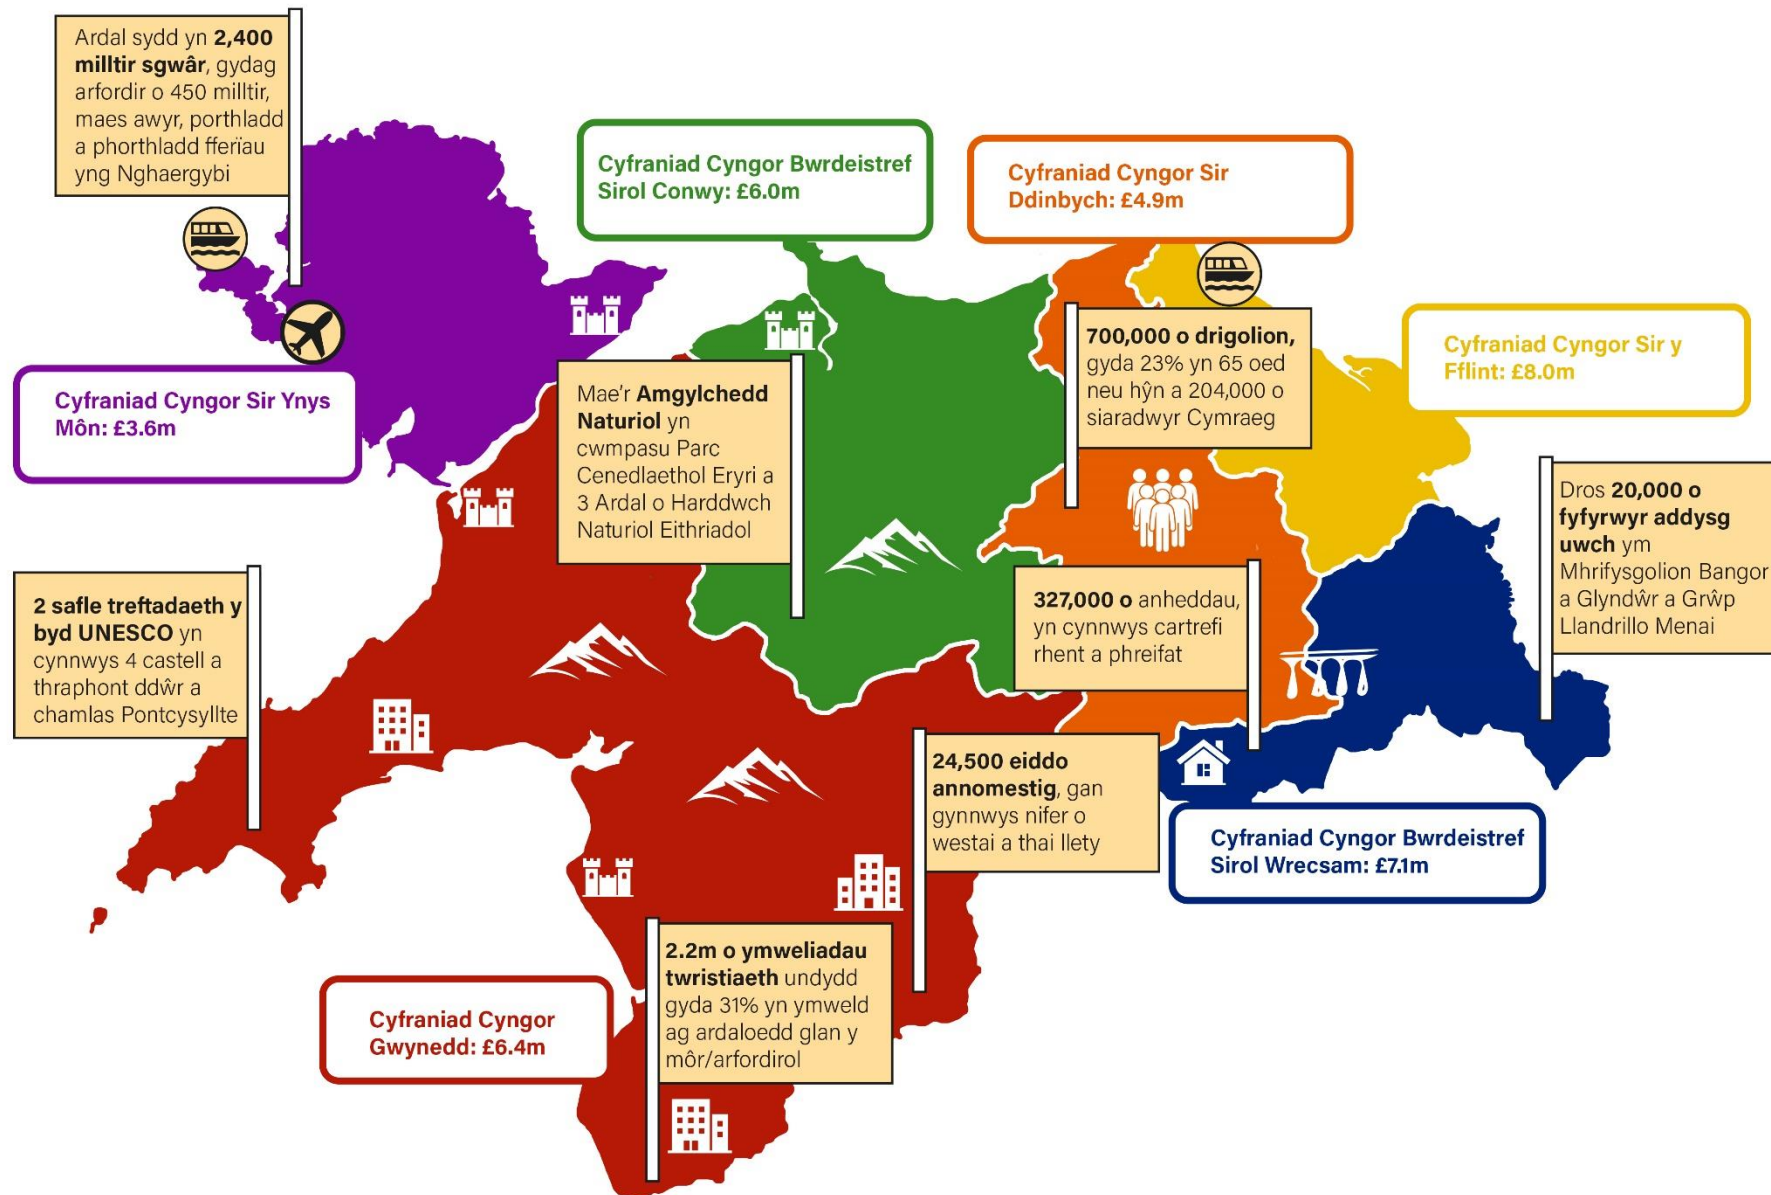 Ardal sydd yn 2,400
milltir sgwâr, gydag
arfordir o 450 milltir,
maes awyr, porthladd
a phorthladd fferïau
yng Nghaergybi
Cyfraniad Cyngor Bwrdeistref
Sirol Conwy: £6.0m
Cyfraniad Cyngor Sir
Ddinbych: £4.9m
Cyfraniad Cyngor Sir y
Fflint: £8.0m
Cyfraniad Cyngor Sir Ynys
Môn: £3.6m
Mae'r Amgylchedd
Naturiol yn
cwmpasu Parc
Cenedlaethol Eryri a
3 Ardal o Harddwch
Naturiol Eithriadol
700,000 o drigolion,
gyda 23% yn 65 oed
neu hŷn a 204,000 o
siaradwyr Cymraeg
Dros 20,000 o
fyfyrwyr addysg
uwch ym
Mhrifysgolion Bangor
a Glyndŵr a Grŵp
Llandrillo Menai
2 safle treftadaeth y
byd UNESCO yn
cynnwys 4 castell a
thraphont ddŵr a
chamlas Pontcysyllte
327,000 o anheddau,
yn cynnwys cartrefi
rhent a phreifat
24,500 eiddo
annomestig, gan
gynnwys nifer o
westai a thai llety
Cyfraniad Cyngor Bwrdeistref
Sirol Wrecsam: £7.1m
2.2m o ymweliadau
twristiaeth undydd
gyda 31% yn ymweld
ag ardaloedd glan y
môr/arfordirol
Cyfraniad Cyngor
Gwynedd: £6.4m